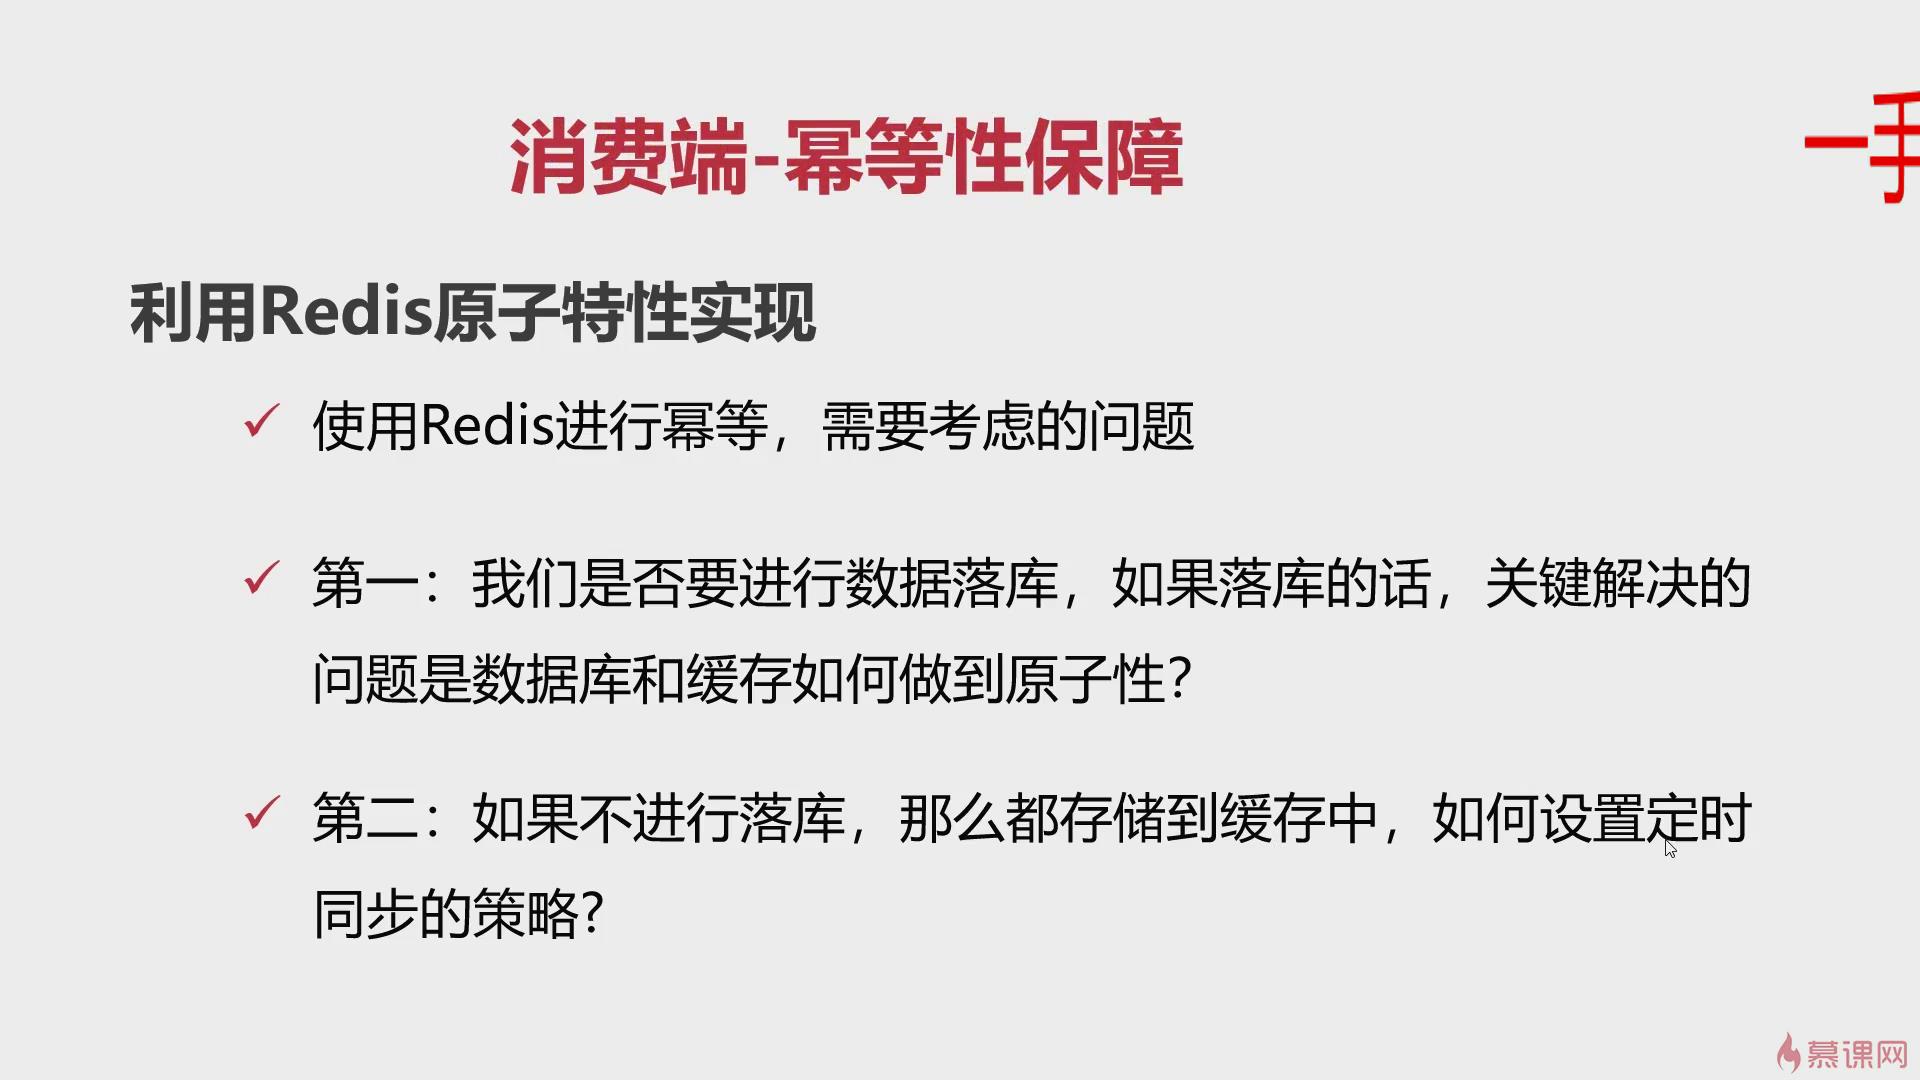 消费端-幂等性保障
一手
利用Redis原子特性实现
使用Redis进行幂等，需要考虑的问题
第一：我们是否要进行数据落库，如果落库的话，关键解决的
问题是数据库和缓存如何做到原子性？
第二：如果不进行落库，那么都存储到缓存中，如何设置定时
同步的策略？
慕课网